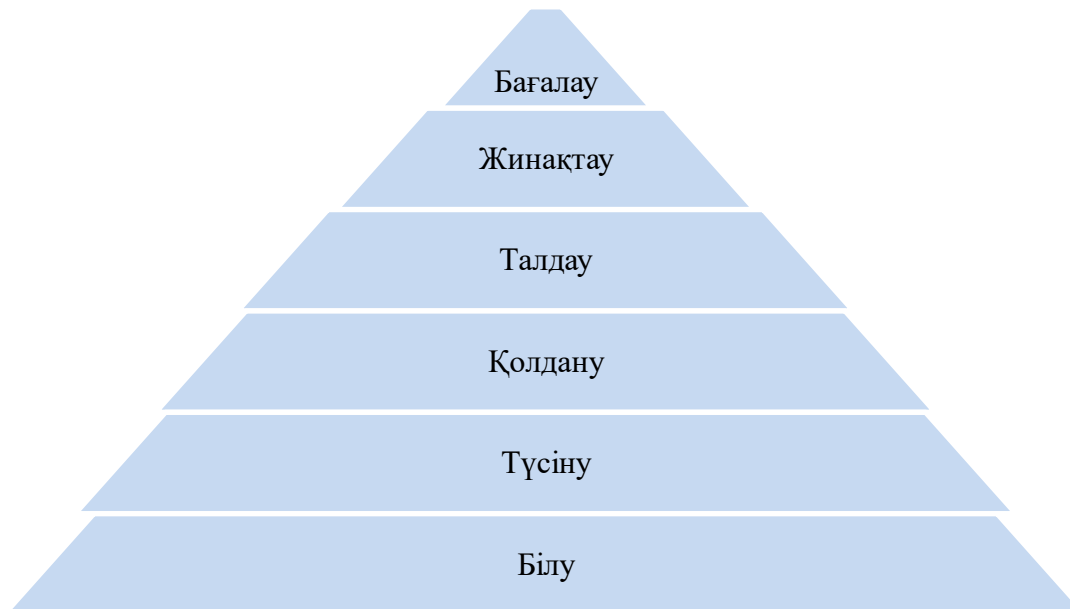 Бағалау
Жинақтау
Талдау
Қолдану
Түсіну
Білу